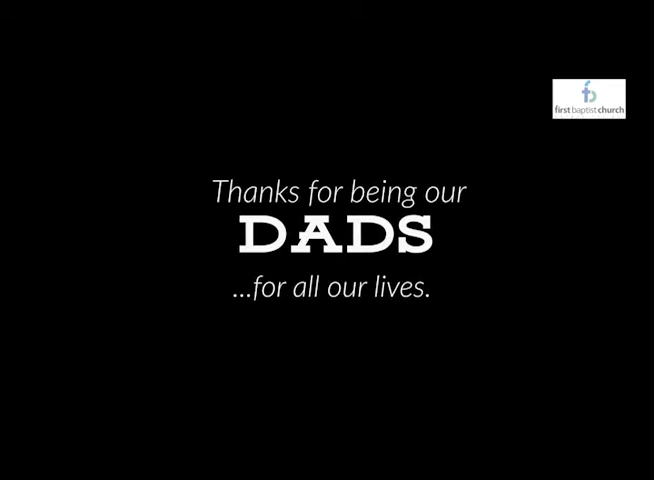 first baptist church
Thanks for being our
DADS
...for all our lives.